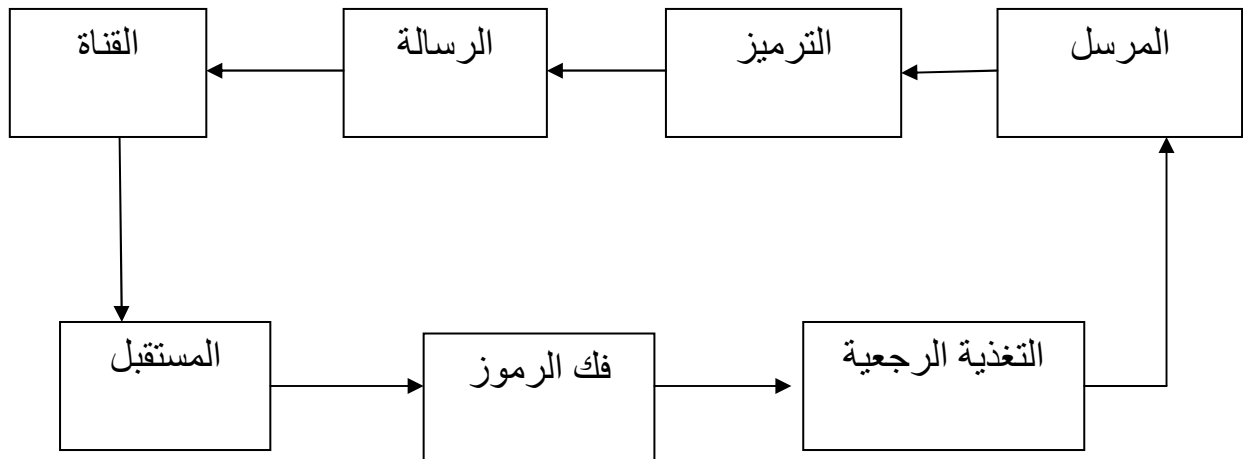 المرسل
الترميز
الرسالة
القناة
المستقبل
فك الرموز
التغذية الرجعية